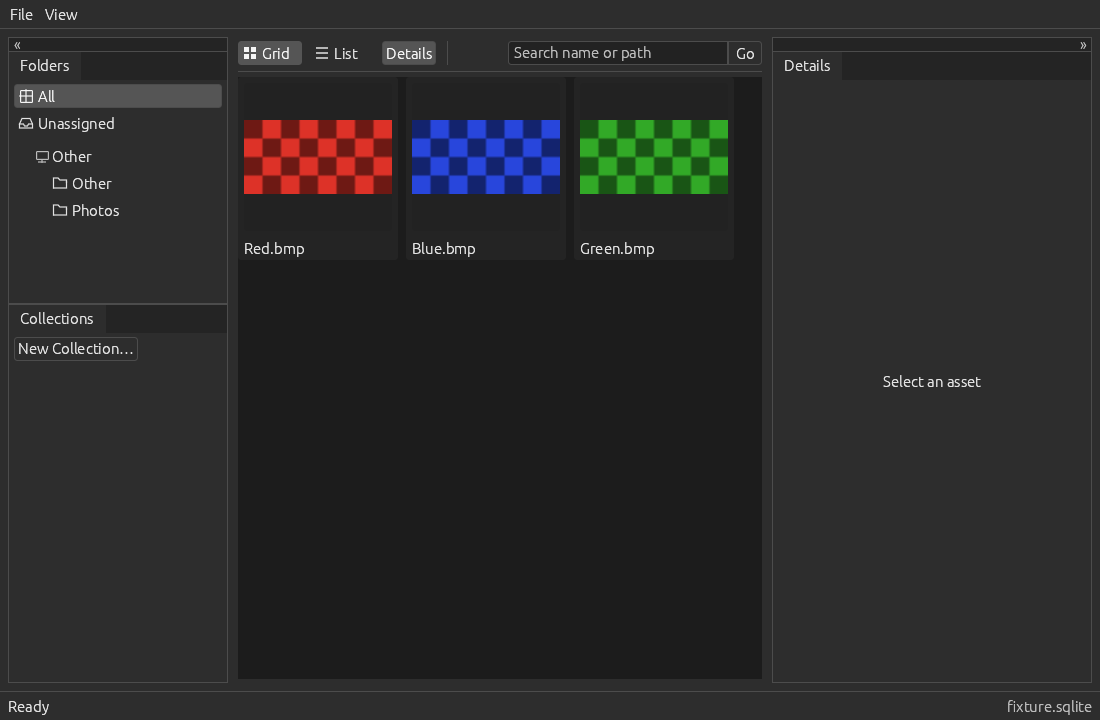 File View
«
Folders
All
Unassigned
Other
Other
Photos
Collections
New Collection...
Grid List Details Search name or path Go
Red.bmp Blue.bmp Green.bmp
»
Details
Select an asset
Ready fixture.sqlite